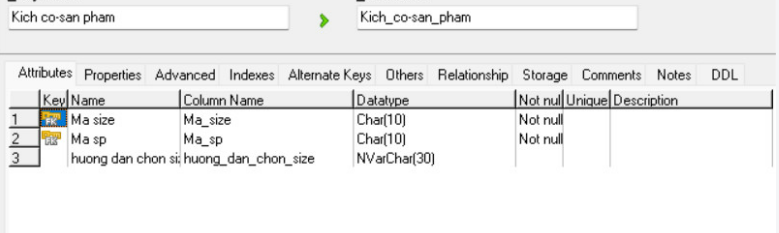 Kich co-san pham Kich_co-san_pham
Attributes Properties Advanced Indexes Alternate Keys Others Relationship Storage Comments Notes DDL
Key Name Column Name Datatype Not nul Unique Description
1 Ma size Ma_size Char(10) Not null
2 Ma sp Ma_sp Char(10) Not null
3 huong dan chon si huong_dan_chon_size NVarChar(30)